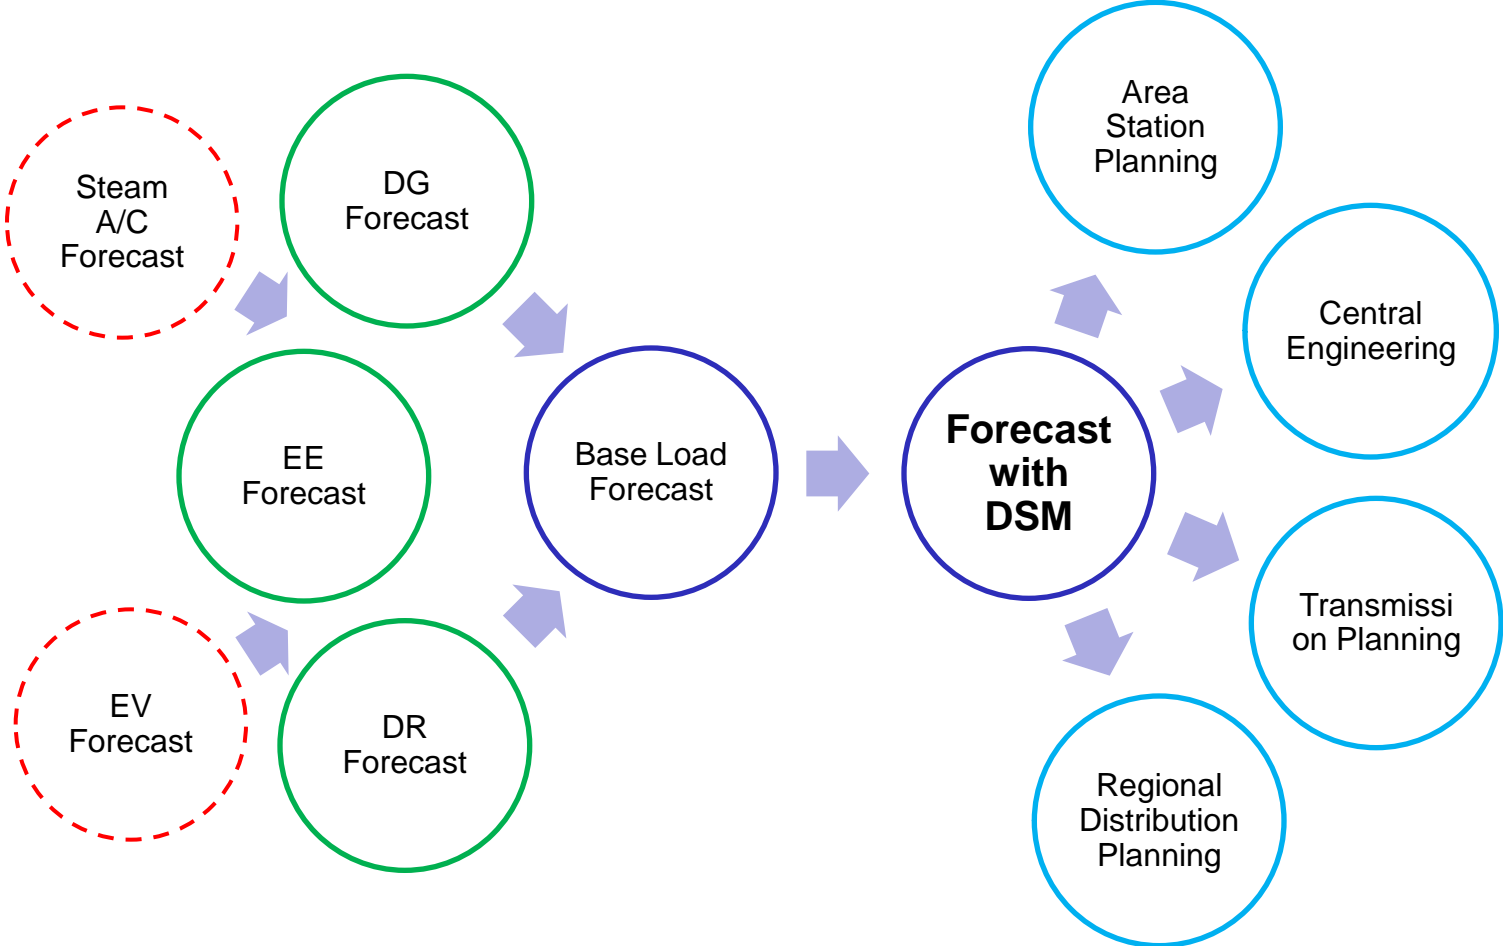 Steam
A/C
Forecast
DG
Forecast
EE
Forecast
EV
Forecast
DR
Forecast
Base Load
Forecast
Forecast
with
DSM
Area
Station
Planning
Central
Engineering
Transmissi
on Planning
Regional
Distribution
Planning